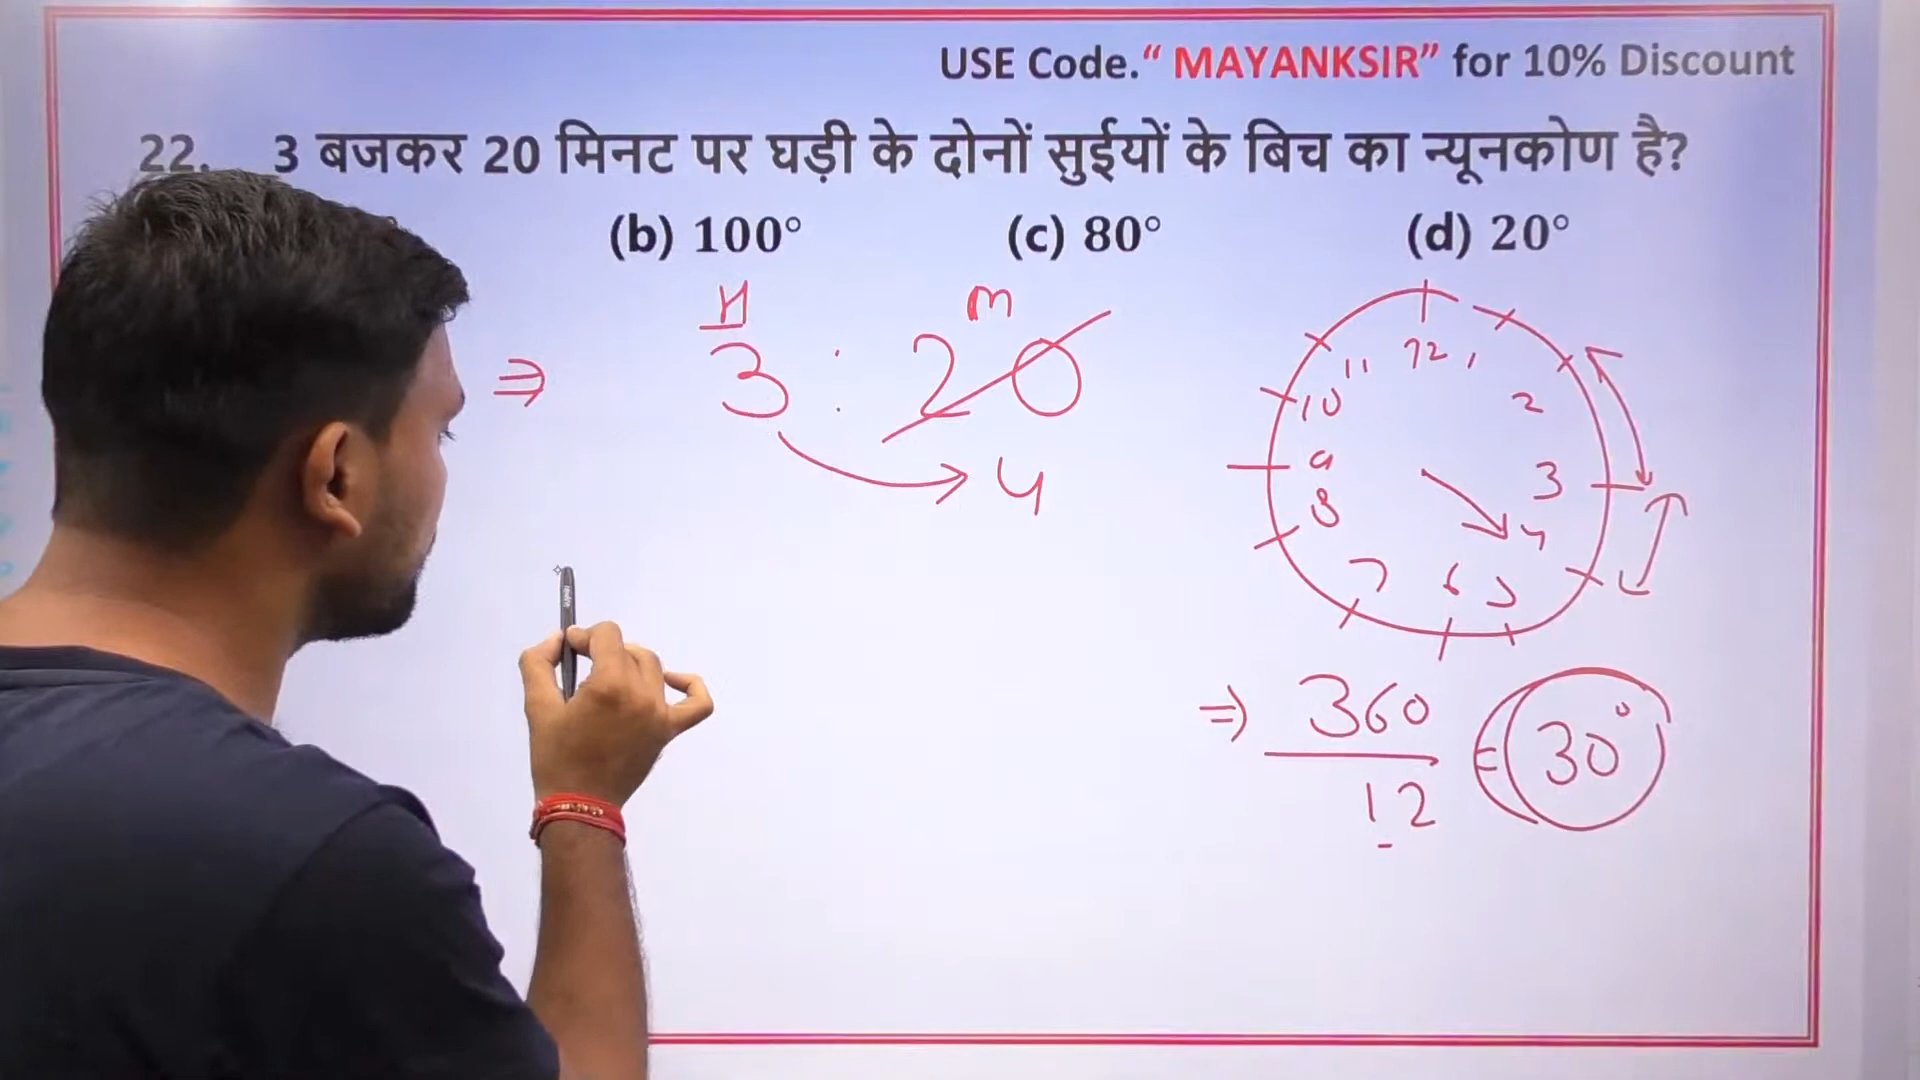 USE Code.“ MAYANKSIR” for 10% Discount
22. 3 बजकर 20 मिनट पर घड़ी के दोनों सुईयों के बिच का न्यूनकोण है?
(b) 100° (c) 80° (d) 20°
H m
⇒ 3 : 20
4
12 1 2 3 4 5 6 7 8 9 10 11
⇒ 360
12
= 30°